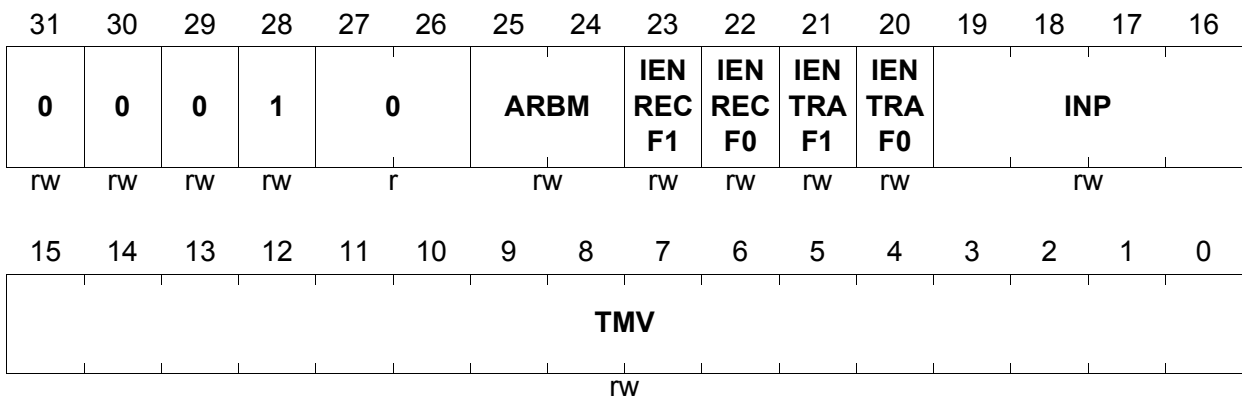 31 30 29 28 27 26 25 24 23 22 21 20 19 18 17 16
0 0 0 1 0 ARBM IEN REC F1 IEN REC F0 IEN TRA F1 IEN TRA F0 INP
rw rw rw rw r rw rw rw rw rw rw
15 14 13 12 11 10 9 8 7 6 5 4 3 2 1 0
TMV
rw